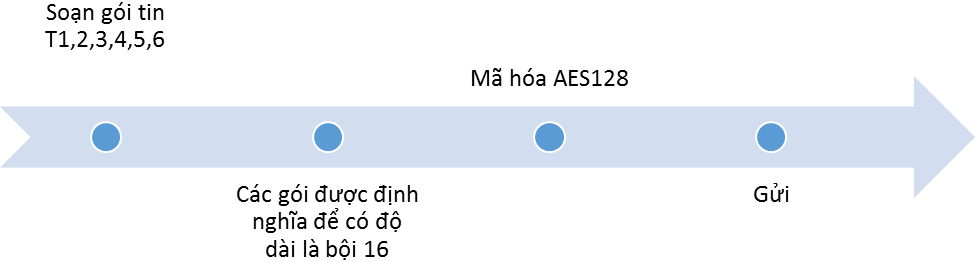 Soạn gói tin
T1,2,3,4,5,6
Các gói được định
nghĩa để có độ
dài là bội 16
Mã hóa AES128
Gửi